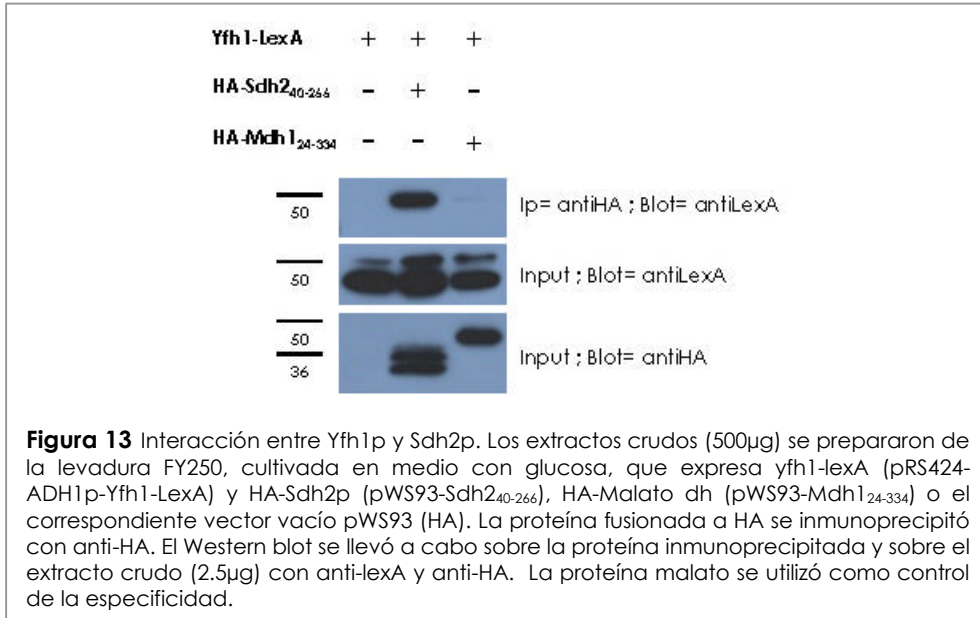 Yfh1-LexA + + +
HA-Sdh2₄₀₋₂₆₆ - + -
HA-Mdh1₂₄₋₃₃₄ - - +
50
Ip= antiHA ; Blot= antiLexA
50
Input ; Blot= antiLexA
50
36
Input ; Blot= antiHA
Figura 13 Interacción entre Yfh1p y Sdh2p. Los extractos crudos (500µg) se prepararon de
la levadura FY250, cultivada en medio con glucosa, que expresa yfh1-lexA (pRS424-
ADH1p-Yfh1-LexA) y HA-Sdh2p (pWS93-Sdh2₄₀₋₂₆₆), HA-Malato dh (pWS93-Mdh1₂₄₋₃₃₄) o el
correspondiente vector vacío pWS93 (HA). La proteína fusionada a HA se inmunoprecipitó
con anti-HA. El Western blot se llevó a cabo sobre la proteína inmunoprecipitada y sobre el
extracto crudo (2.5µg) con anti-lexA y anti-HA. La proteína malato se utilizó como control
de la especificidad.